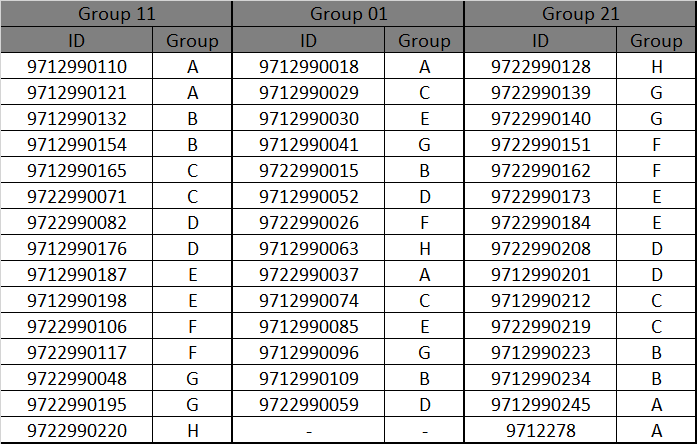 Group 11 Group 01 Group 21
ID Group ID Group ID Group
9712990110 A 9712990018 A 9722990128 H
9712990121 A 9712990029 C 9722990139 G
9712990132 B 9712990030 E 9722990140 G
9712990154 B 9712990041 G 9722990151 F
9712990165 C 9722990015 B 9722990162 F
9722990071 C 9712990052 D 9722990173 E
9722990082 D 9722990026 F 9722990184 E
9712990176 D 9712990063 H 9722990208 D
9712990187 E 9722990037 A 9712990201 D
9712990198 E 9712990074 C 9712990212 C
9722990106 F 9712990085 E 9722990219 C
9722990117 F 9712990096 G 9712990223 B
9722990048 G 9712990109 B 9712990234 B
9722990195 G 9722990059 D 9712990245 A
9722990220 H - - 9712278 A